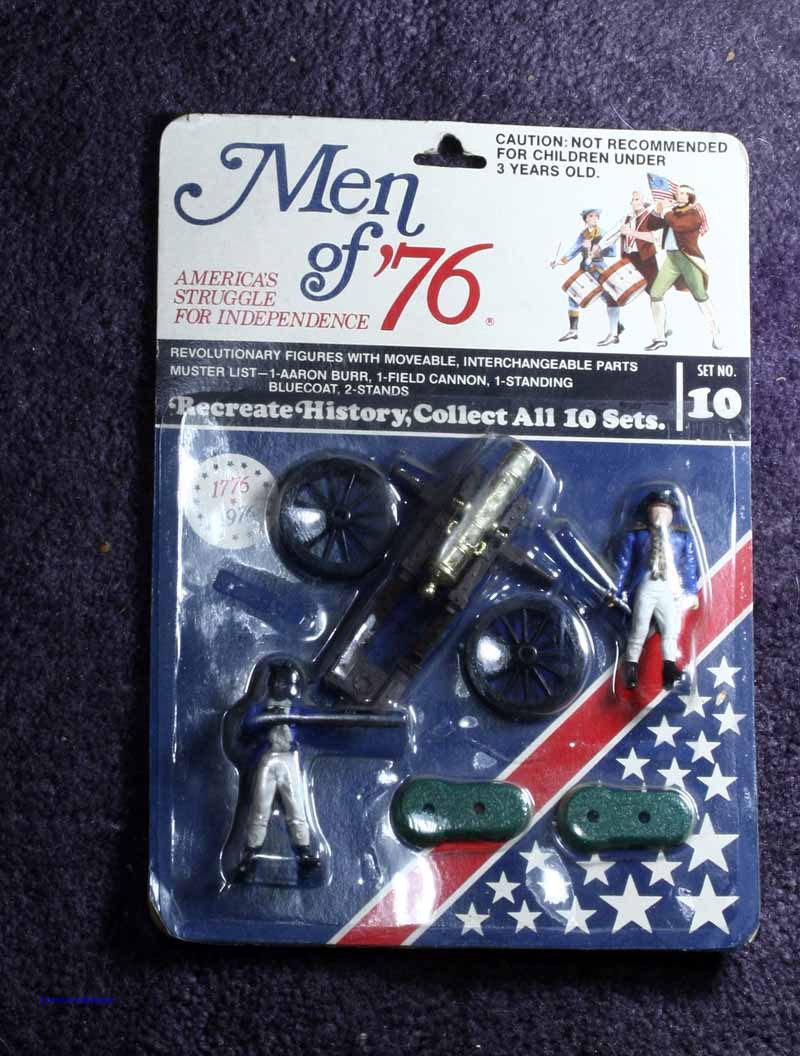 CAUTION: NOT RECOMMENDED
FOR CHILDREN UNDER
3 YEARS OLD.
Men
of '76®
AMERICA'S
STRUGGLE
FOR INDEPENDENCE
REVOLUTIONARY FIGURES WITH MOVEABLE, INTERCHANGEABLE PARTS
MUSTER LIST—1-AARON BURR, 1-FIELD CANNON, 1-STANDING
BLUECOAT, 2-STANDS
Recreate History, Collect All 10 Sets.
SET NO.
10
1776
1976